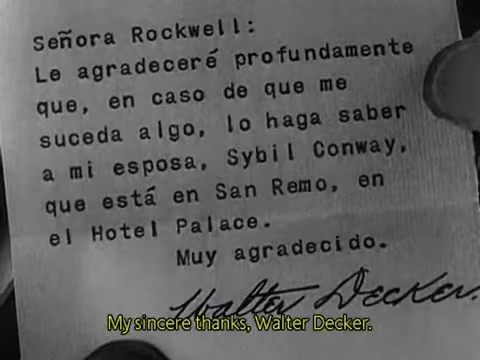 Señora Rockwell:
Le agradeceré profundamente
que, en caso de que me
suceda algo, lo haga saber
a mi esposa, Sybil Conway,
que está en San Remo, en
el Hotel Palace.
Muy agradecido.
Walter Decker.
My sincere thanks, Walter Decker.